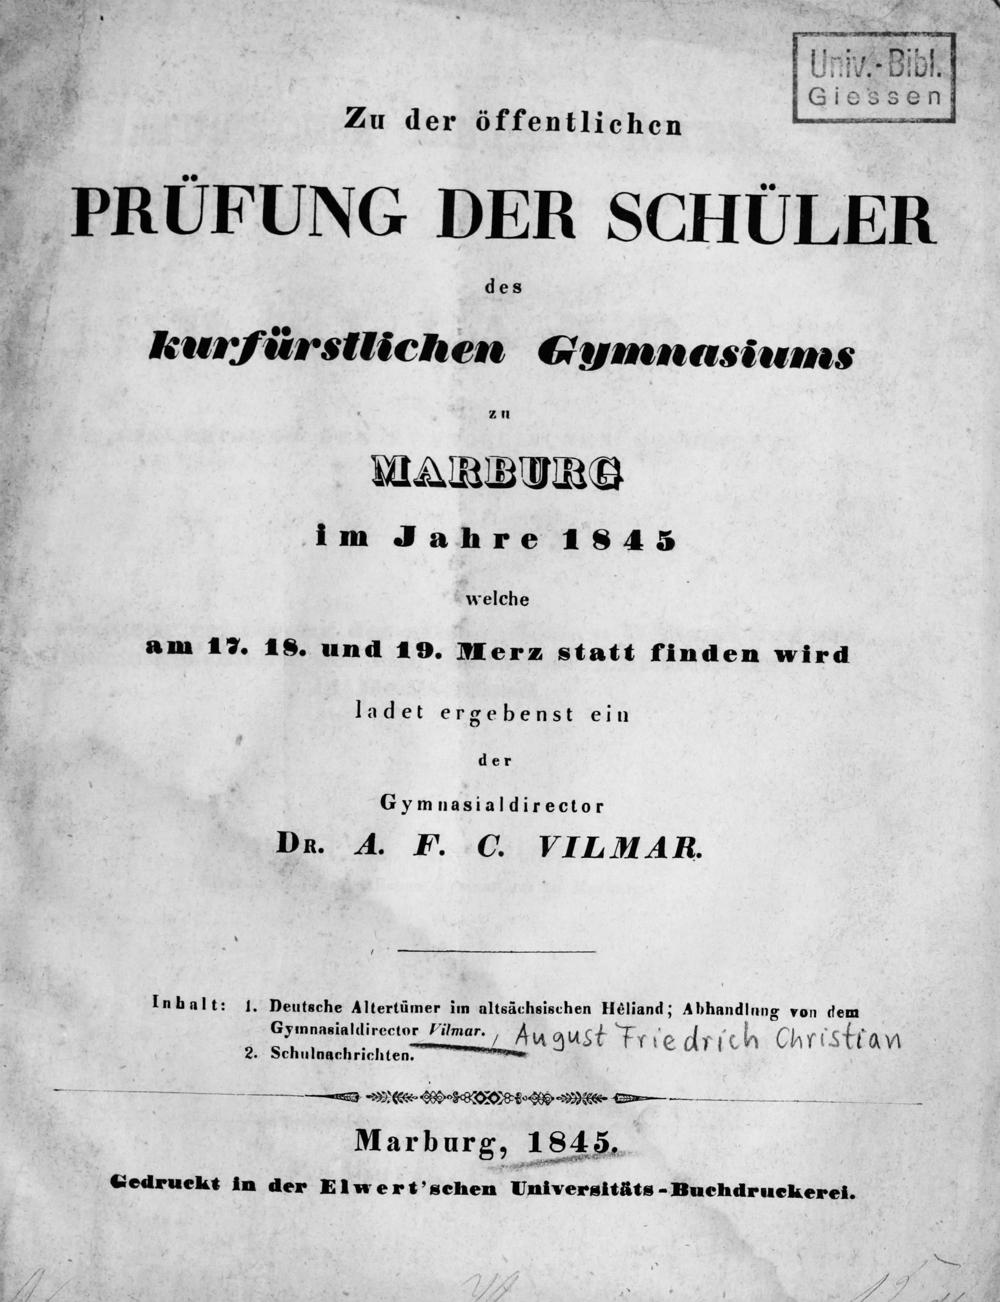 Univ.-Bibl.
Giessen
Zu der öffentlichen
PRÜFUNG DER SCHÜLER
des
kurfürstlichen Gymnasiums
zu
MARBURG
im Jahre 1845
welche
am 17. 18. und 19. Merz statt finden wird
ladet ergebenst ein
der
Gymnasialdirector
DR. A. F. C. VILMAR.
Inhalt: 1. Deutsche Altertümer im altsächsischen Hêliand; Abhandlung von dem
Gymnasialdirector Vilmar., August Friedrich Christian
2. Schulnachrichten.
Marburg, 1845.
Gedruckt in der Elwert'schen Universitäts-Buchdruckerei.